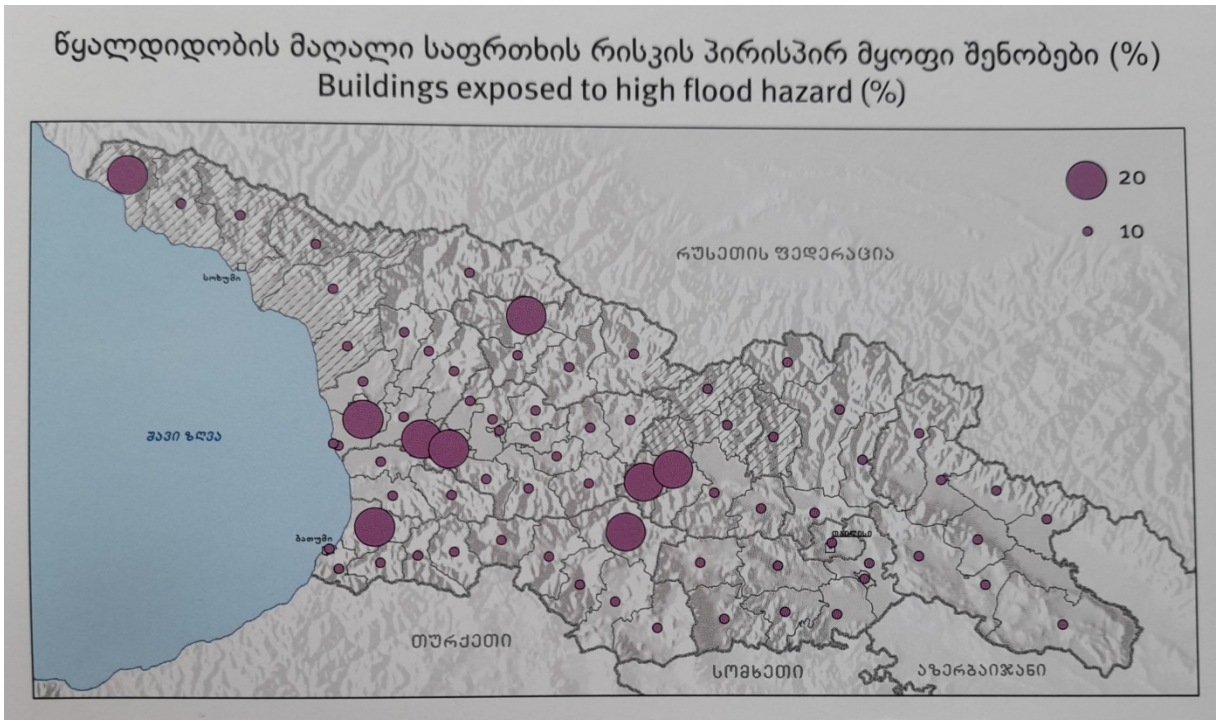 წყალდიდობის მაღალი საფრთხის რისკის პირისპირ მყოფი შენობები (%)
Buildings exposed to high flood hazard (%)
20
10
რუსეთის ფედერაცია
სოხუმი
შავი ზღვა
ბათუმი
თბილისი
თურქეთი
სომხეთი
აზერბაიჯანი